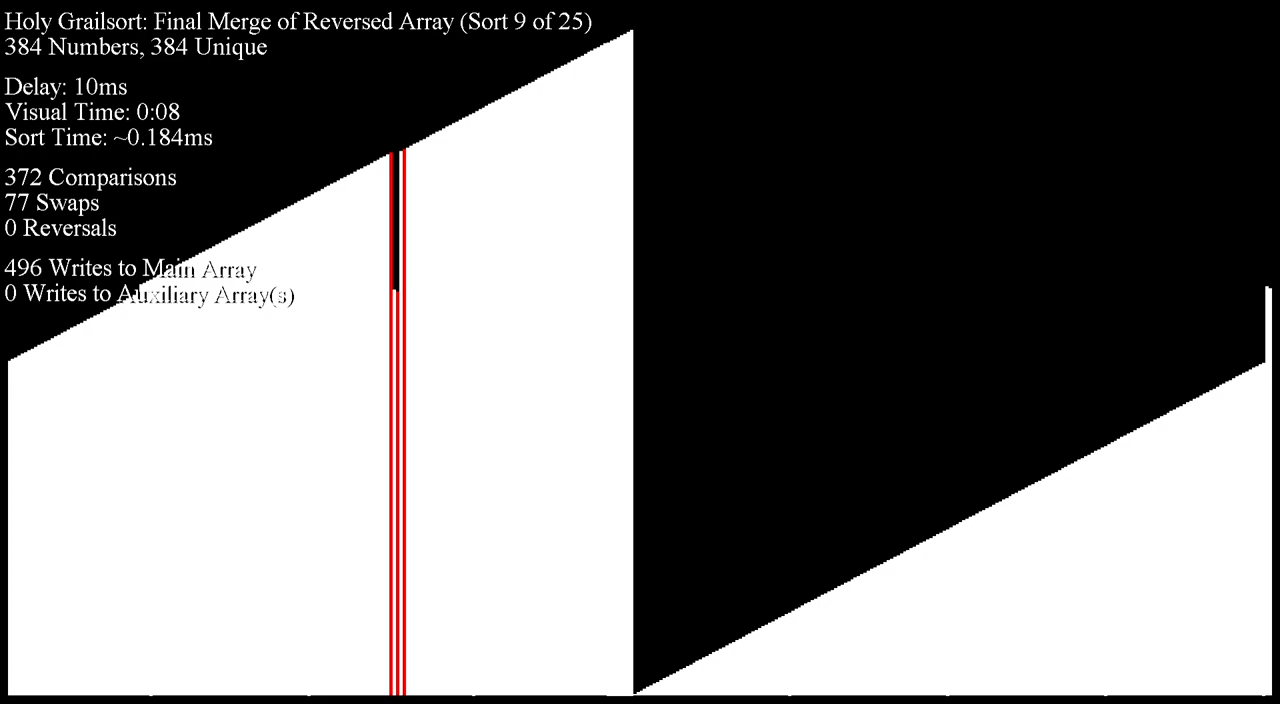 Holy Grailsort: Final Merge of Reversed Array (Sort 9 of 25)
384 Numbers, 384 Unique
Delay: 10ms
Visual Time: 0:08
Sort Time: ~0.184ms
372 Comparisons
77 Swaps
0 Reversals
496 Writes to Main Array
0 Writes to Auxiliary Array(s)